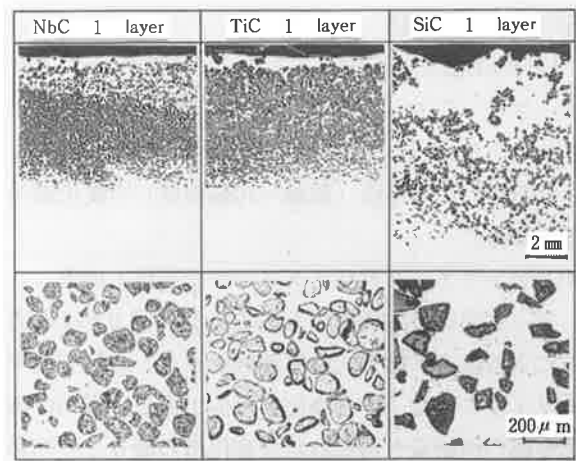 NbC 1 layer
TiC 1 layer
SiC 1 layer
2 mm
200 μ m